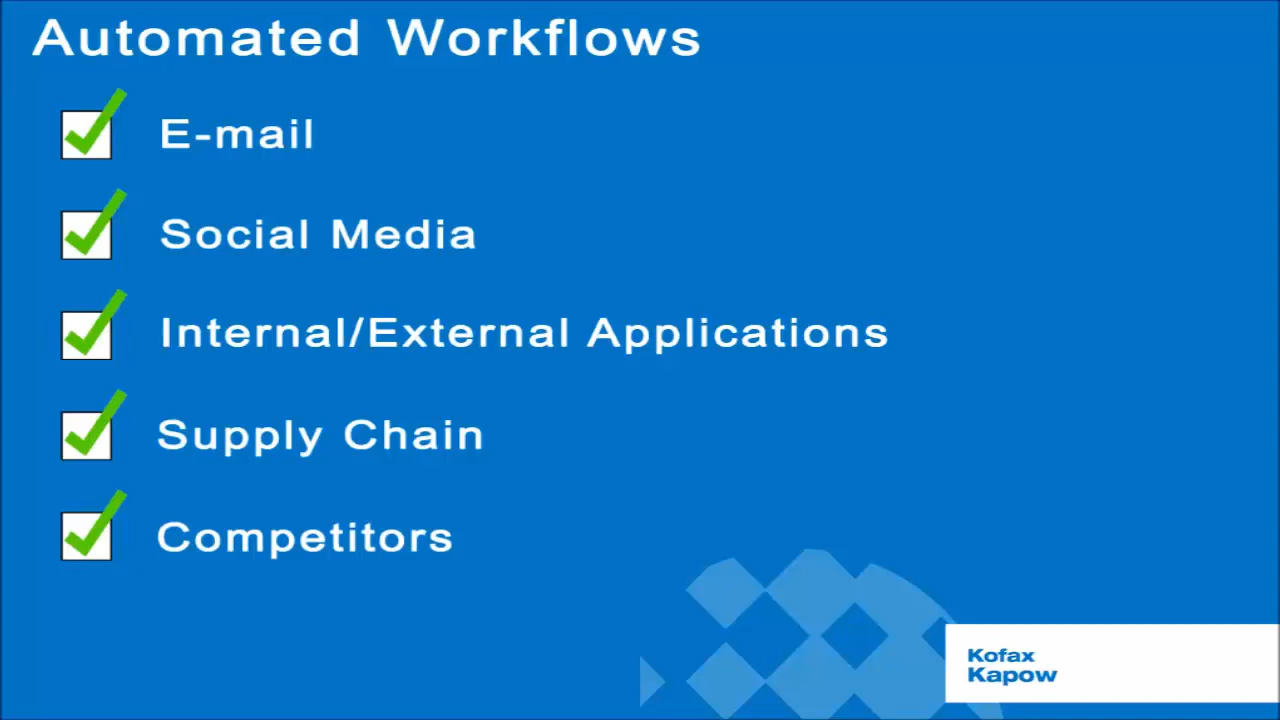 Automated Workflows
E-mail
Social Media
Internal/External Applications
Supply Chain
Competitors
Kofax
Kapow